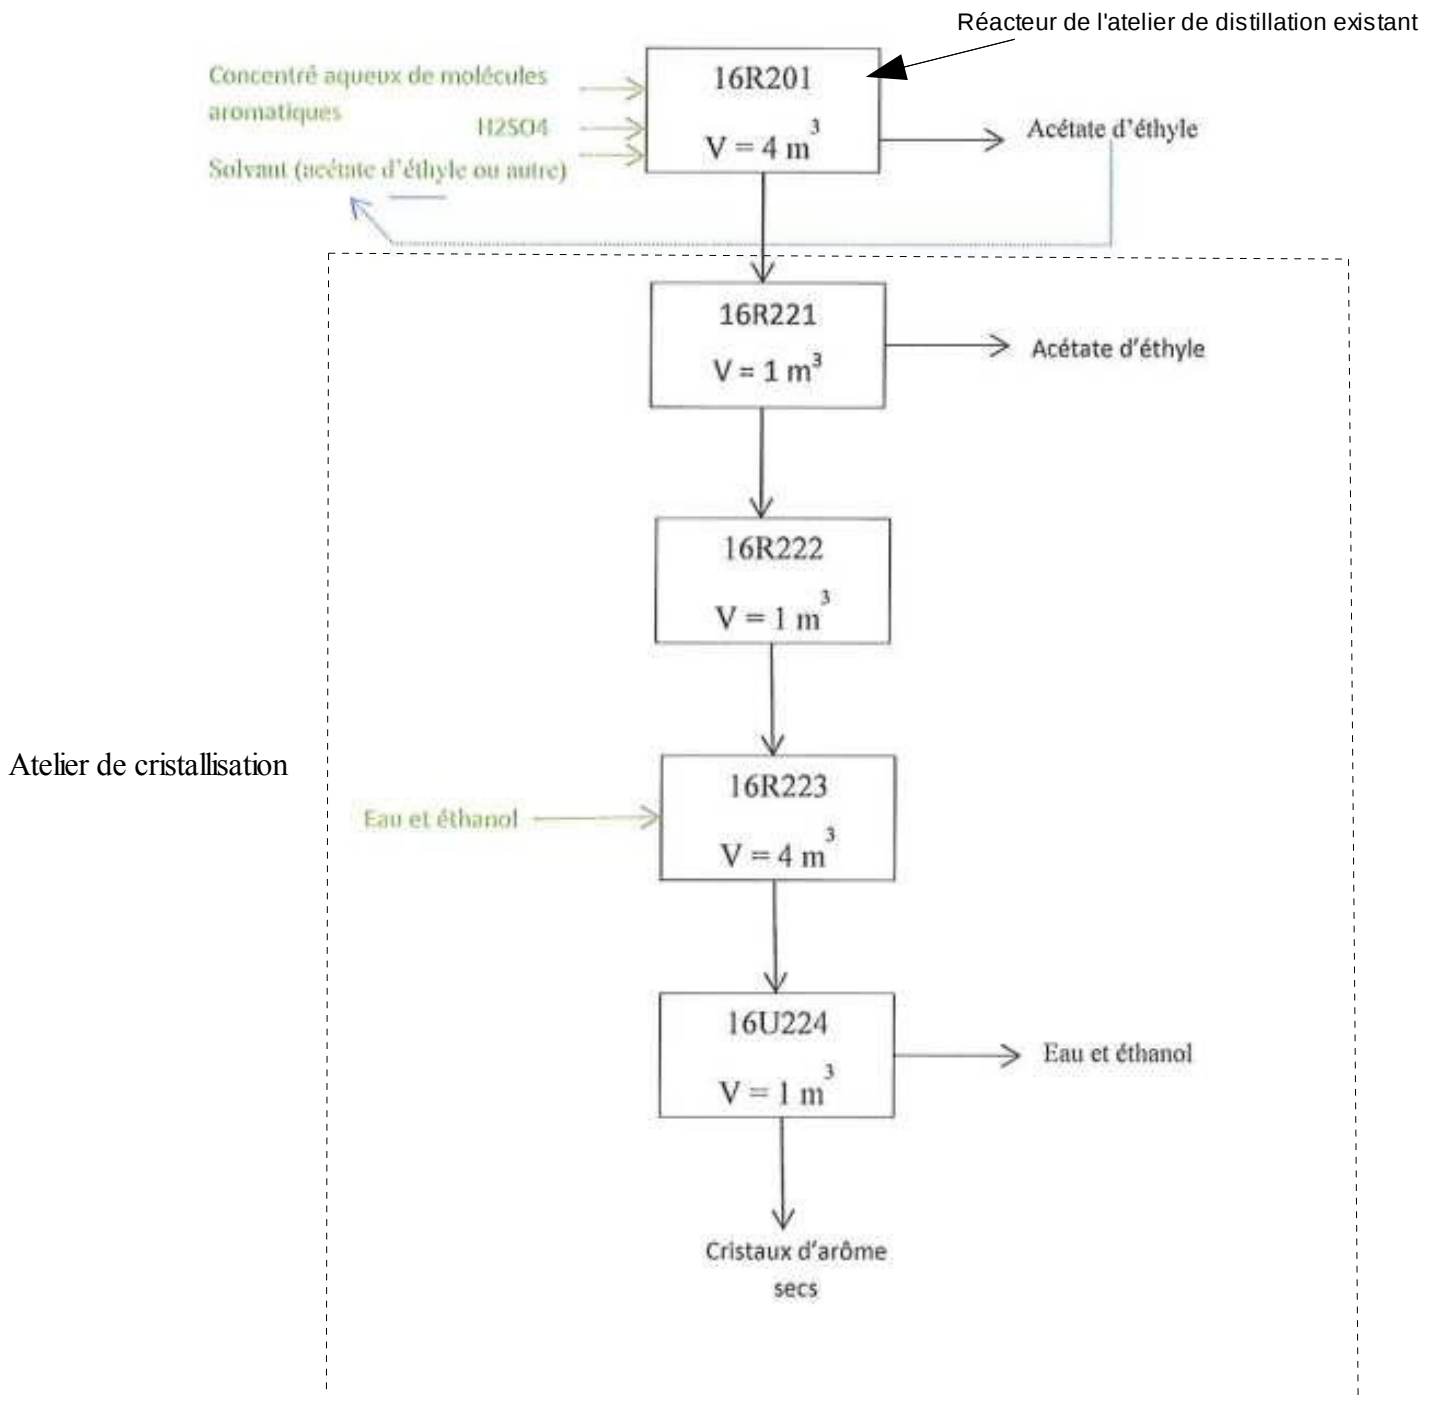 Réacteur de l'atelier de distillation existant
Concentré aqueux de molécules
aromatiques
H2SO4
Solvant (acétate d'éthyle ou autre)
16R201
V = 4 m³
Acétate d'éthyle
16R221
V = 1 m³
Acétate d'éthyle
16R222
V = 1 m³
Atelier de cristallisation
Eau et éthanol
16R223
V = 4 m³
16U224
V = 1 m³
Eau et éthanol
Cristaux d'arôme
secs